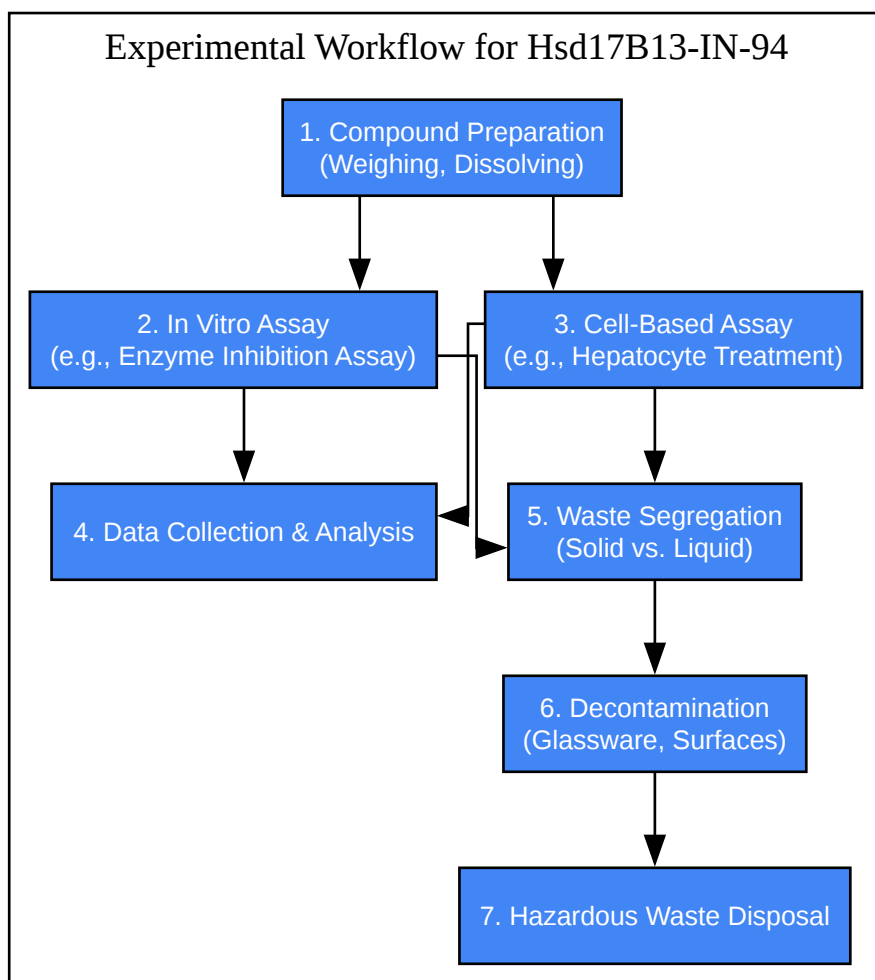 Experimental Workflow for Hsd17B13-IN-94
1. Compound Preparation
(Weighing, Dissolving)
2. In Vitro Assay
(e.g., Enzyme Inhibition Assay)
3. Cell-Based Assay
(e.g., Hepatocyte Treatment)
4. Data Collection & Analysis
5. Waste Segregation
(Solid vs. Liquid)
6. Decontamination
(Glassware, Surfaces)
7. Hazardous Waste Disposal